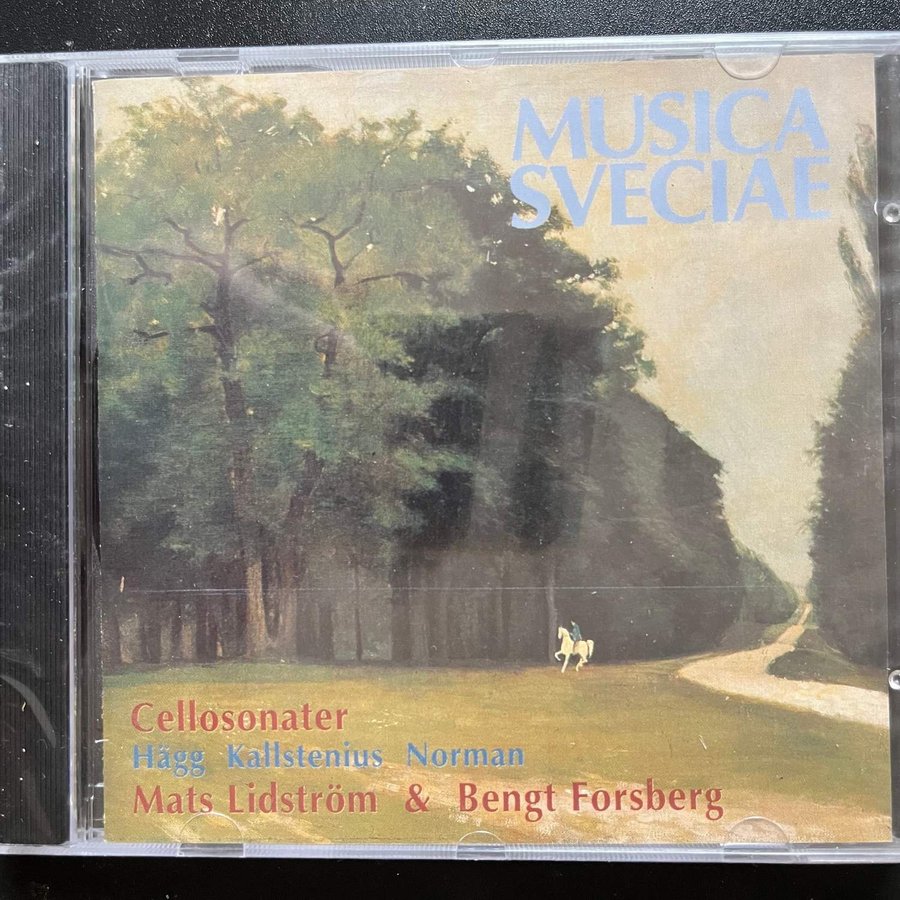 MUSICA
SVECIAE
Cellosonater
Hägg Kallstenius Norman
Mats Lidström & Bengt Forsberg